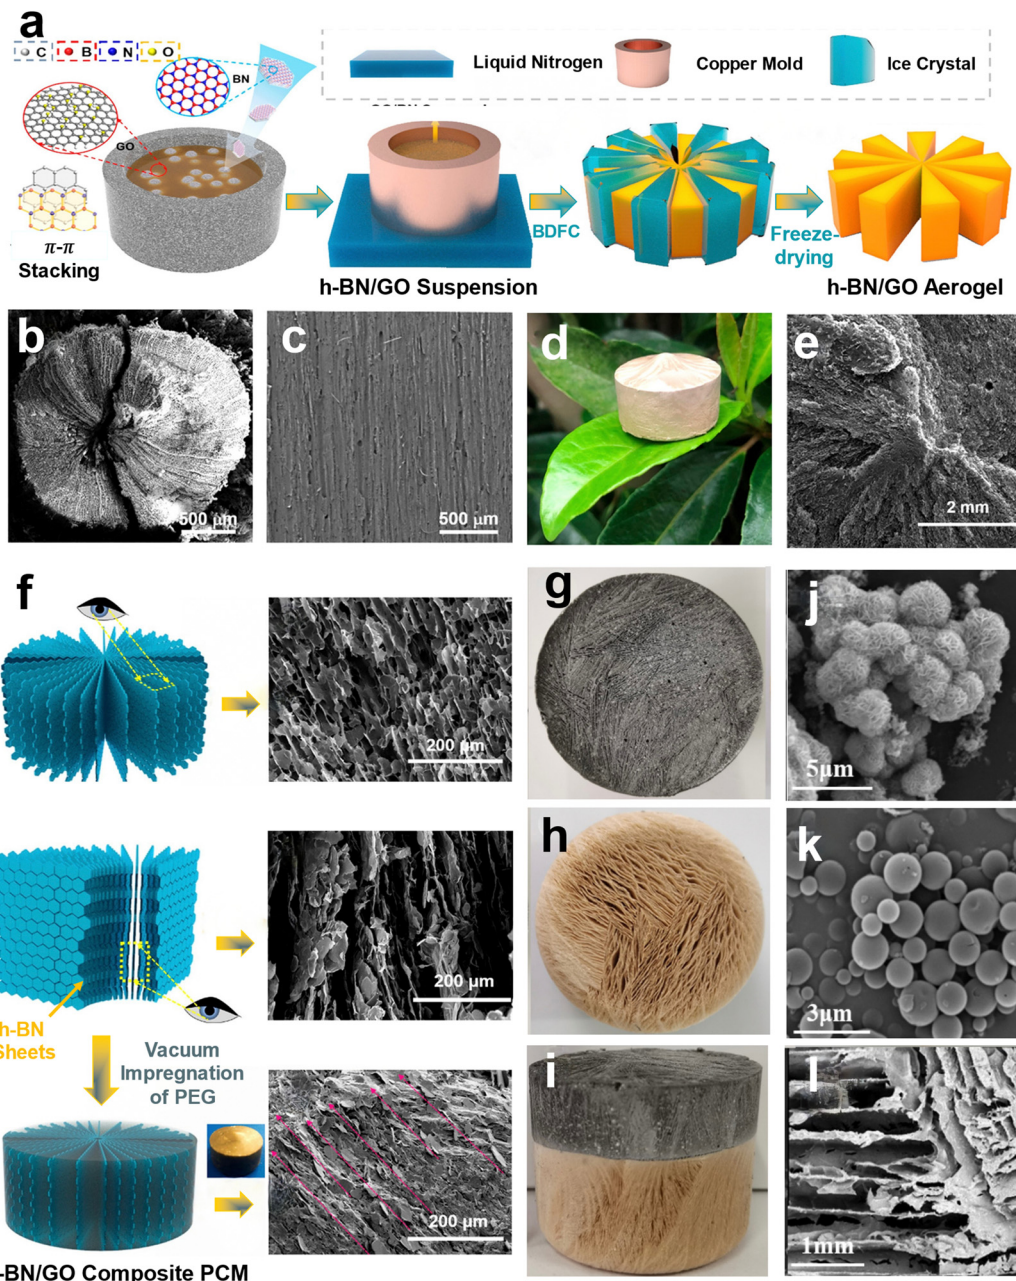 a
C B N O
BN
GO
π-π
Stacking
Liquid Nitrogen
Copper Mold
Ice Crystal
h-BN/GO Suspension
BDFC
Freeze-
drying
h-BN/GO Aerogel
b
500 μm
c
500 μm
d
e
2 mm
f
200 μm
g
j
5μm
200 μm
h-BN
Sheets
h
k
3μm
Vacuum
Impregnation
of PEG
200 μm
-BN/GO Composite PCM
i
l
1mm